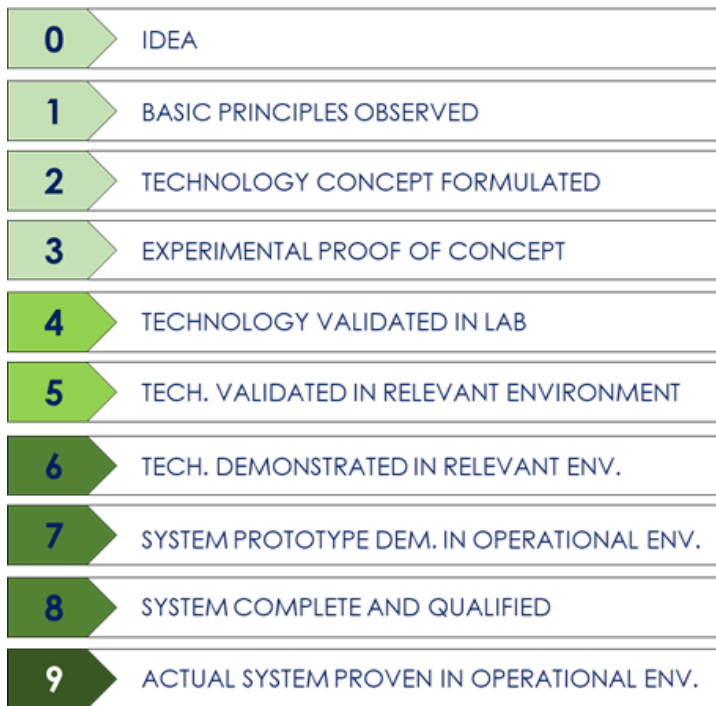 0 IDEA
1 BASIC PRINCIPLES OBSERVED
2 TECHNOLOGY CONCEPT FORMULATED
3 EXPERIMENTAL PROOF OF CONCEPT
4 TECHNOLOGY VALIDATED IN LAB
5 TECH. VALIDATED IN RELEVANT ENVIRONMENT
6 TECH. DEMONSTRATED IN RELEVANT ENV.
7 SYSTEM PROTOTYPE DEM. IN OPERATIONAL ENV.
8 SYSTEM COMPLETE AND QUALIFIED
9 ACTUAL SYSTEM PROVEN IN OPERATIONAL ENV.